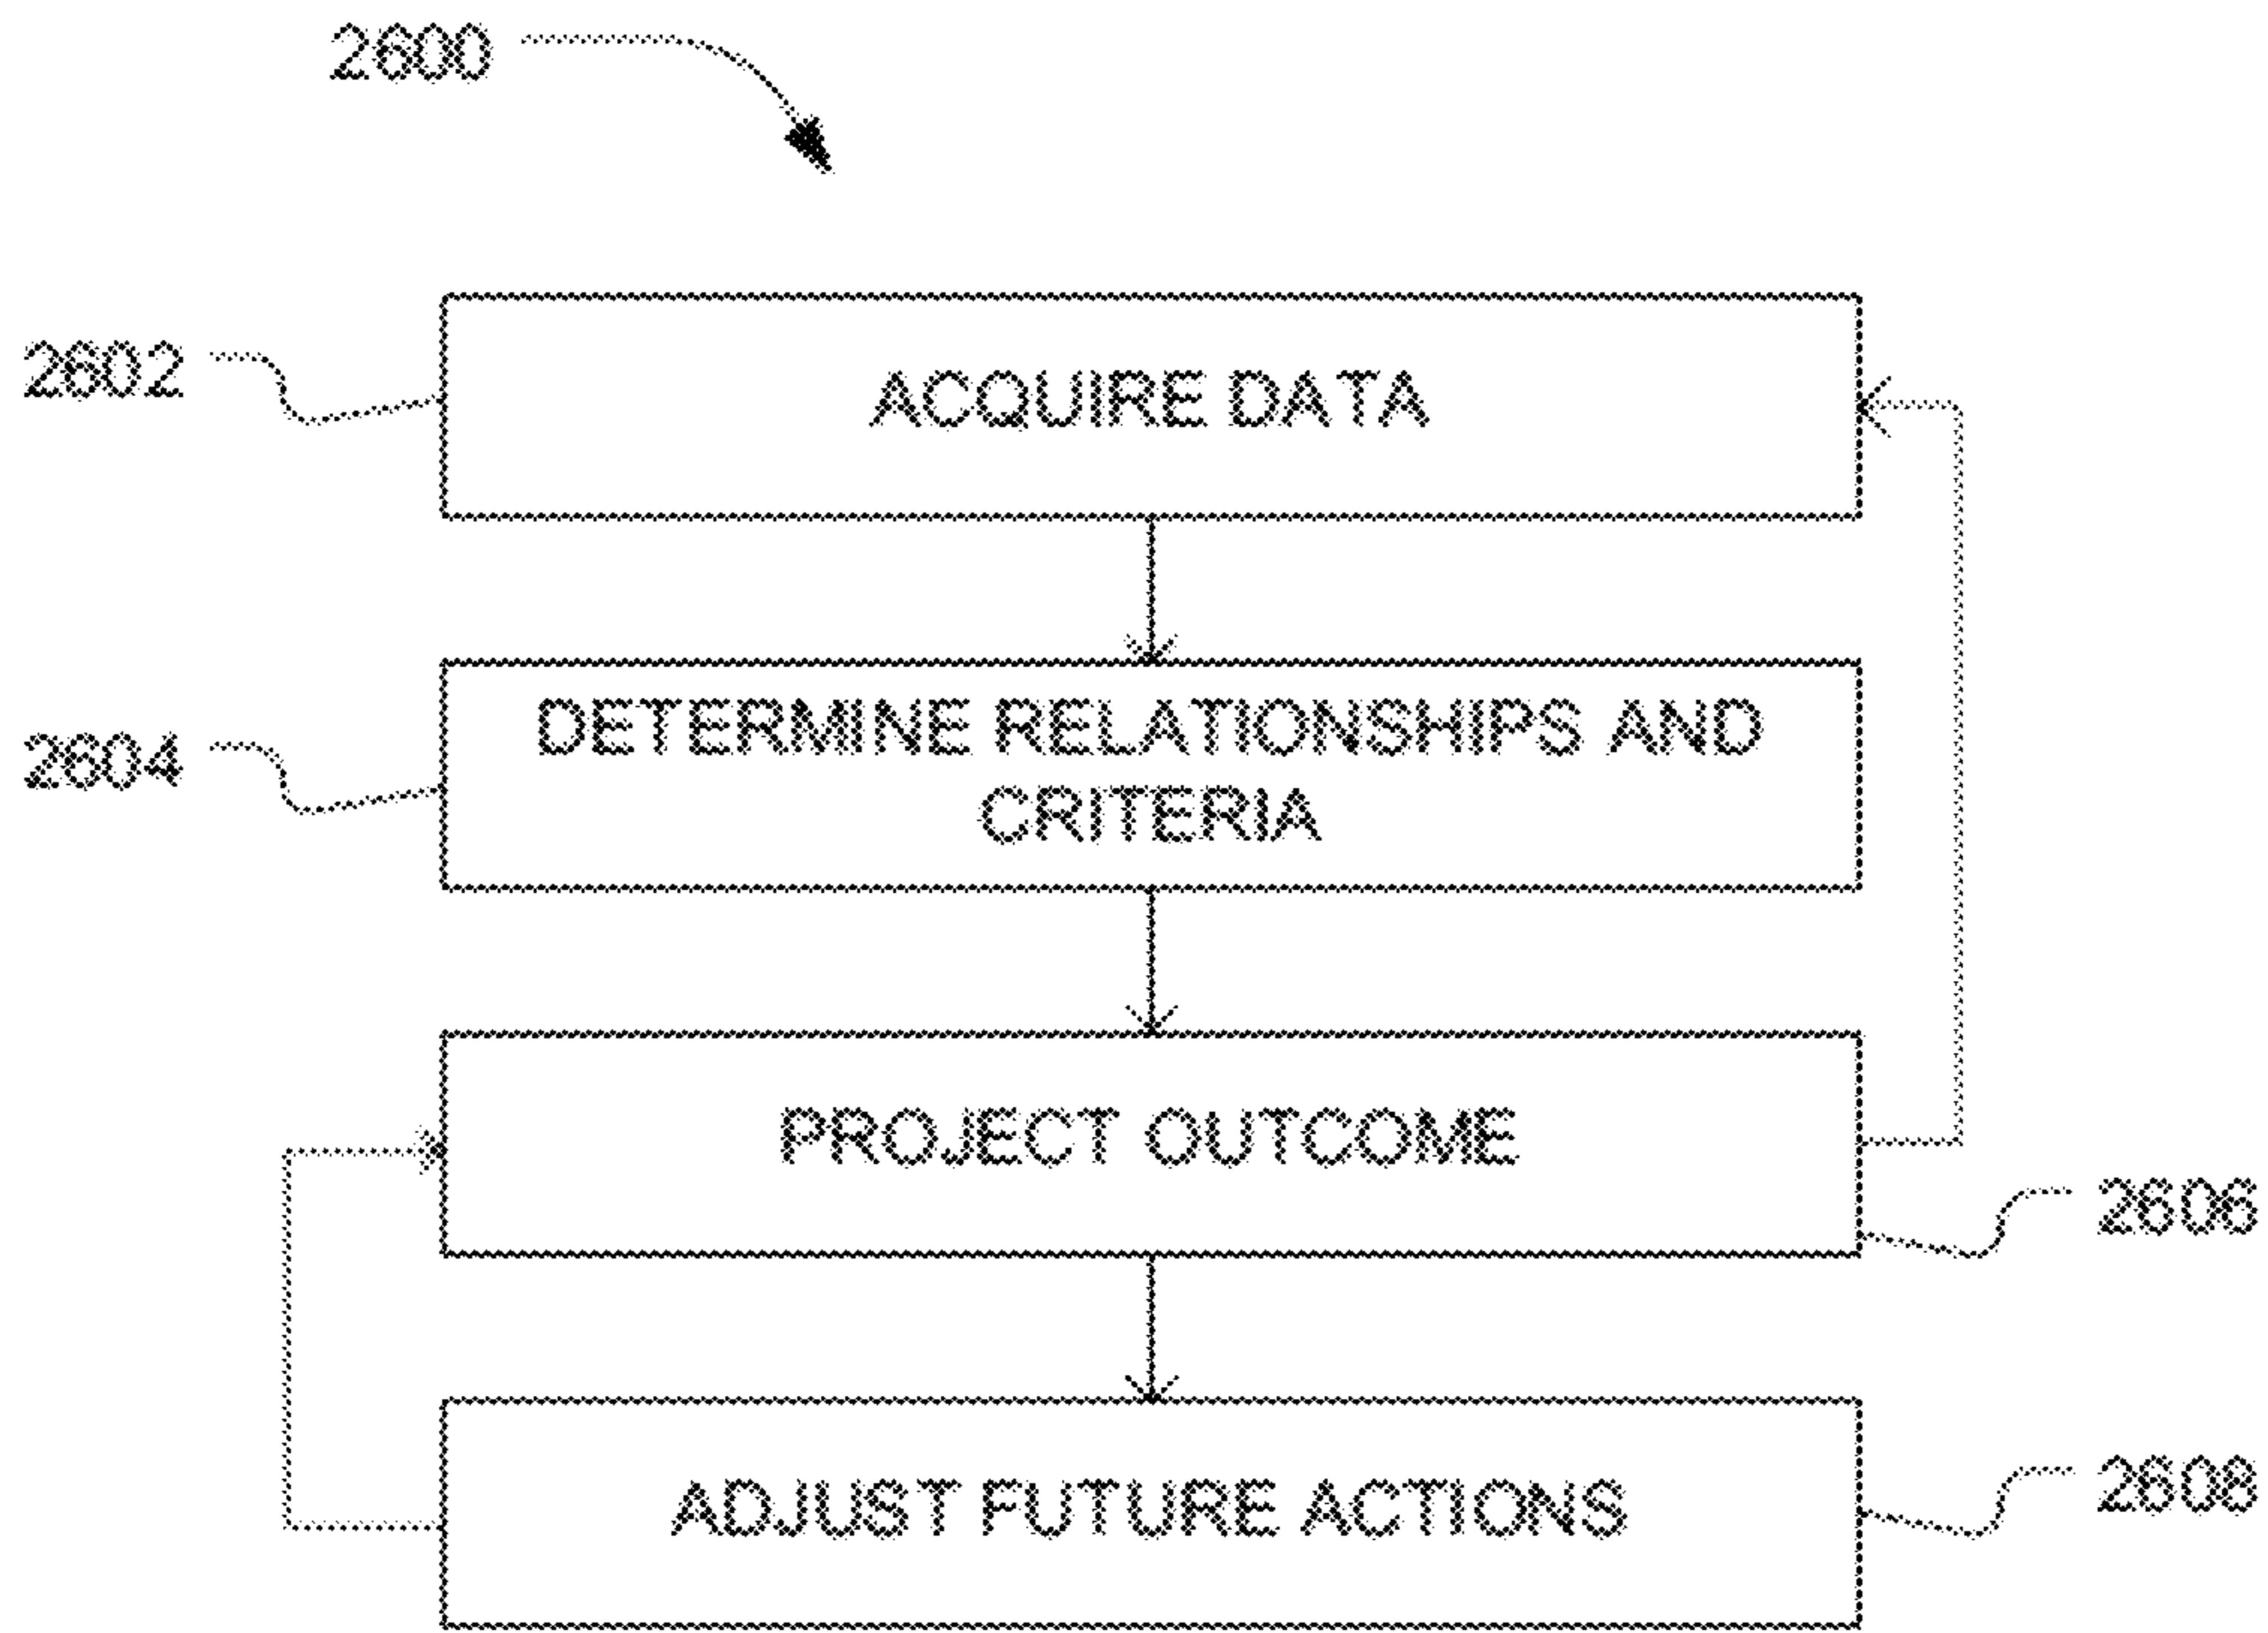 2600
2602
ACQUIRE DATA
2604
DETERMINE RELATIONSHIPS AND
CRITERIA
PROJECT OUTCOME
2606
ADJUST FUTURE ACTIONS
2608